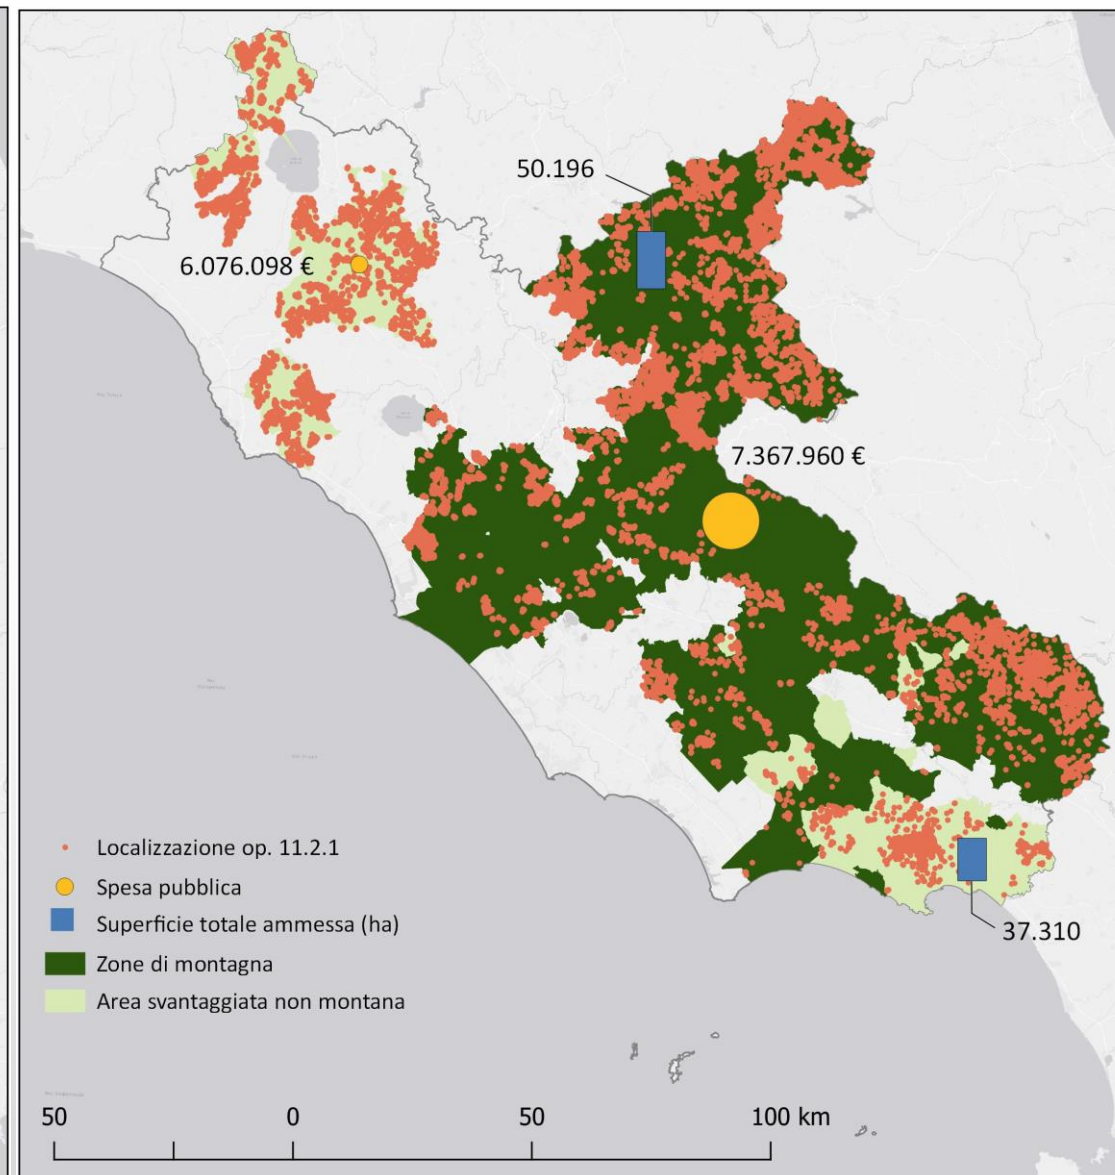 50.196
6.076.098 €
7.367.960 €
Localizzazione op. 11.2.1
Spesa pubblica
Superficie totale ammessa (ha)
37.310
Zone di montagna
Area svantaggiata non montana
50 0 50 100 km